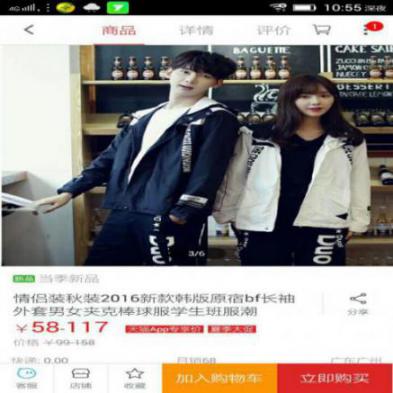 4G
10:55 深夜
商品 详情 评价
1
BAGUETTE
CAKE
3/6
新品 当季新品
情侣装秋装2016新款韩版原宿bf长袖
外套男女夹克棒球服学生班服潮
分享
¥58-117 天猫App专享价 夏季大促
价格 ¥99-158
快递: 0.00 月销68 广东广州
客服 店铺 收藏 加入购物车 立即购买